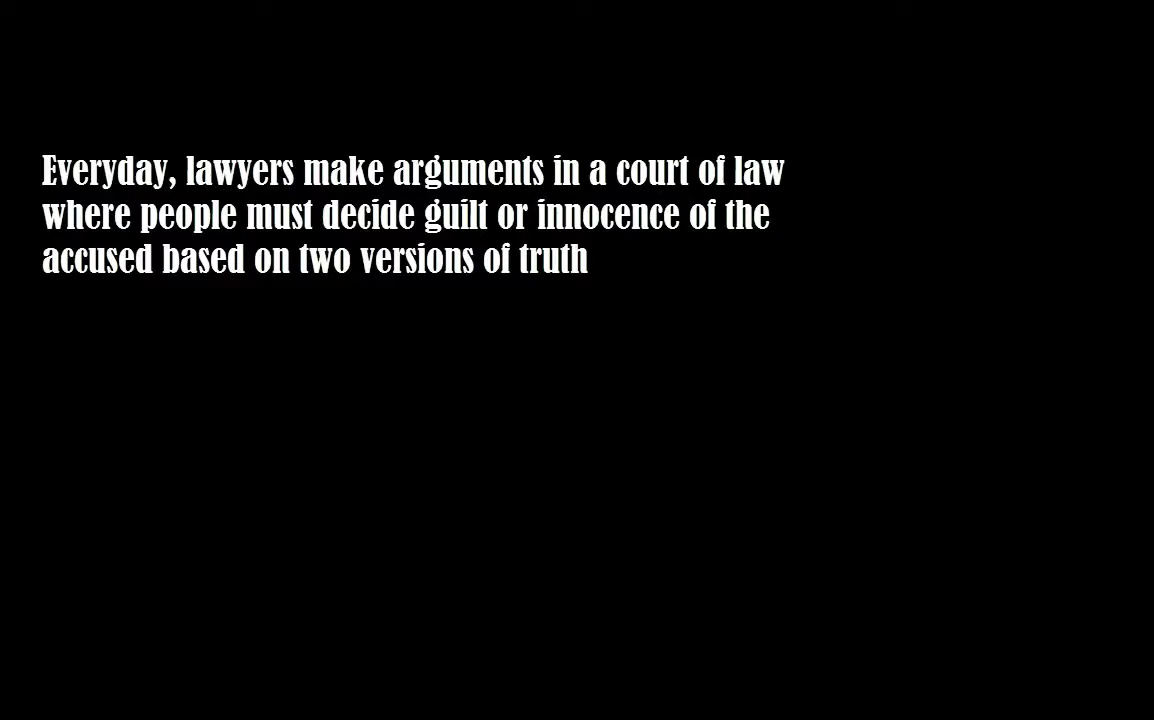 Everyday, lawyers make arguments in a court of law
where people must decide guilt or innocence of the
accused based on two versions of truth